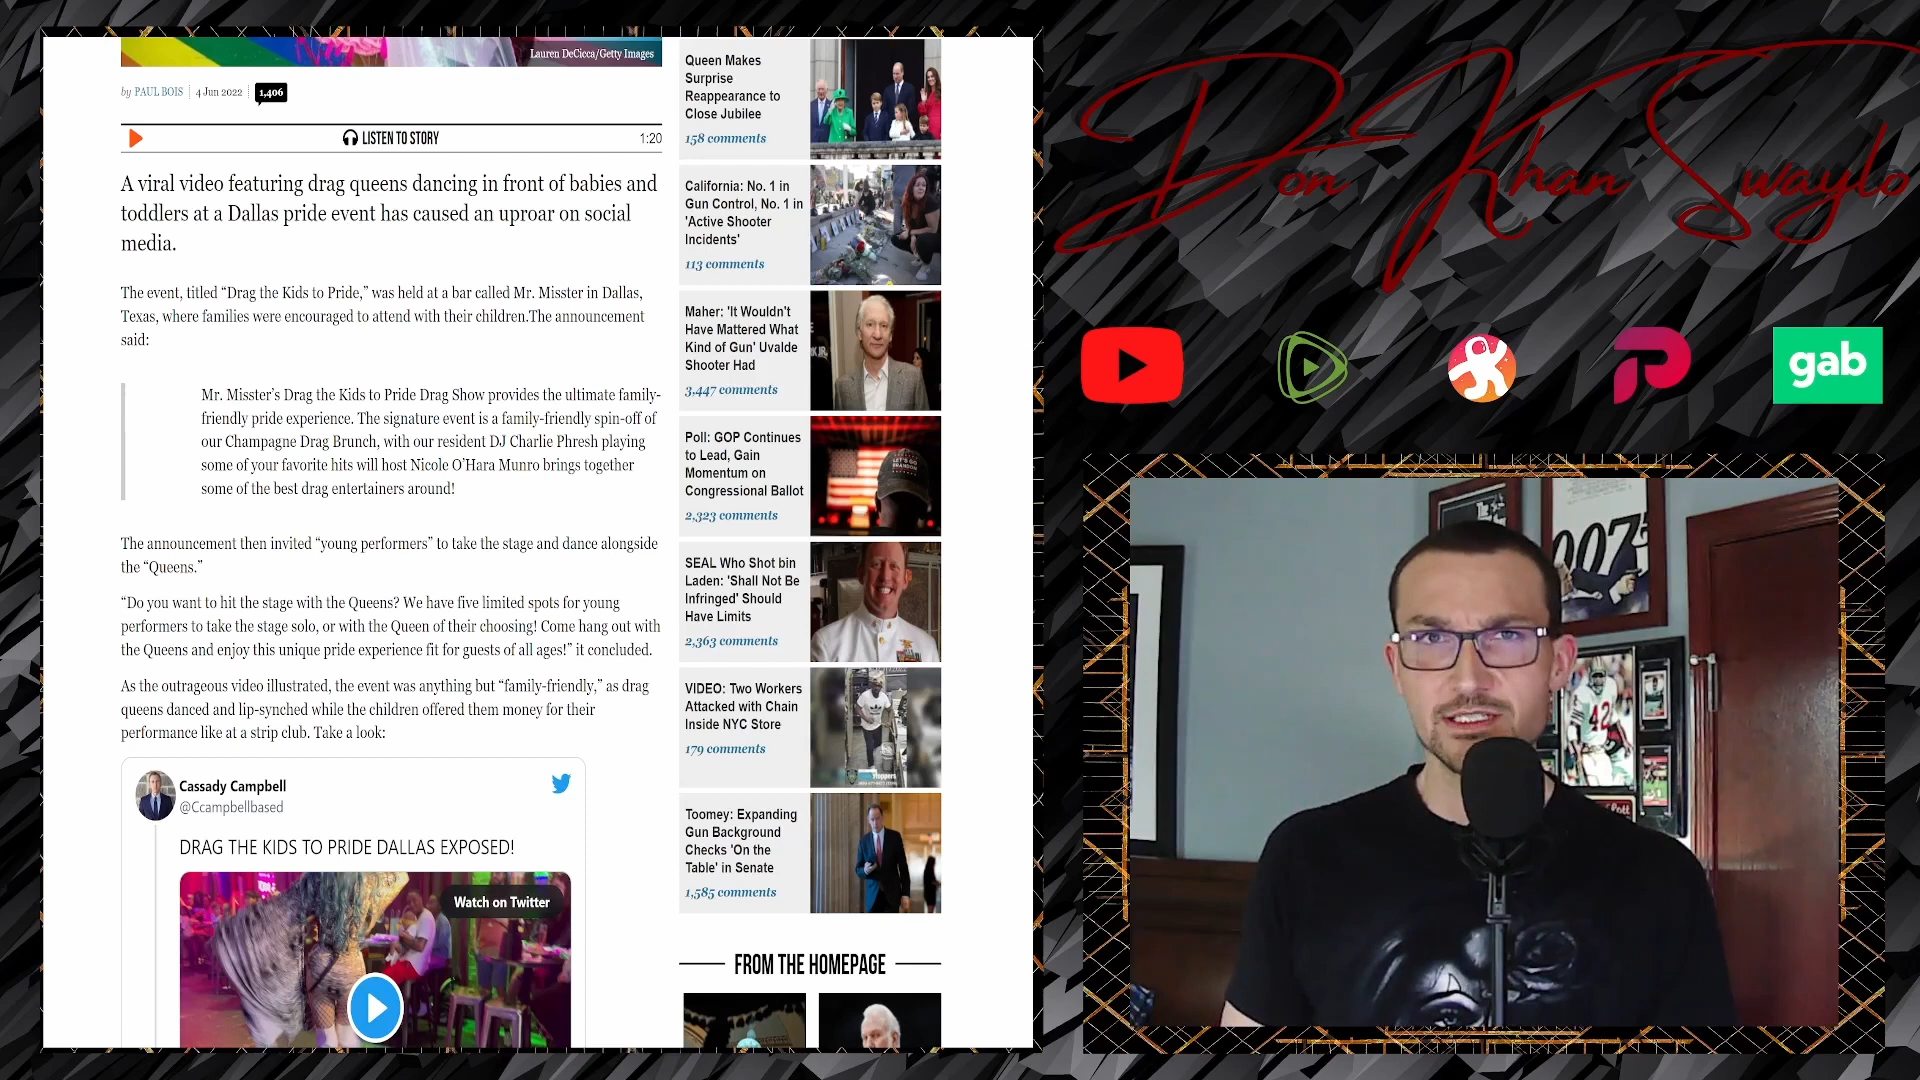 Lauren DeCicca/Getty Images
by PAUL BOIS 4 Jun 2022 1,406
LISTEN TO STORY 1:20
A viral video featuring drag queens dancing in front of babies and
toddlers at a Dallas pride event has caused an uproar on social
media.
The event, titled “Drag the Kids to Pride,” was held at a bar called Mr. Misster in Dallas,
Texas, where families were encouraged to attend with their children.The announcement
said:
Mr. Misster’s Drag the Kids to Pride Drag Show provides the ultimate family-
friendly pride experience. The signature event is a family-friendly spin-off of
our Champagne Drag Brunch, with our resident DJ Charlie Phresh playing
some of your favorite hits will host Nicole O’Hara Munro brings together
some of the best drag entertainers around!
The announcement then invited “young performers” to take the stage and dance alongside
the “Queens.”
“Do you want to hit the stage with the Queens? We have five limited spots for young
performers to take the stage solo, or with the Queen of their choosing! Come hang out with
the Queens and enjoy this unique pride experience fit for guests of all ages!” it concluded.
As the outrageous video illustrated, the event was anything but “family-friendly,” as drag
queens danced and lip-synched while the children offered them money for their
performance like at a strip club. Take a look:
Cassady Campbell
@Ccampbellbased
DRAG THE KIDS TO PRIDE DALLAS EXPOSED!
Watch on Twitter
Queen Makes
Surprise
Reappearance to
Close Jubilee
158 comments
California: No. 1 in
Gun Control, No. 1 in
'Active Shooter
Incidents'
113 comments
Maher: 'It Wouldn't
Have Mattered What
Kind of Gun' Uvalde
Shooter Had
3,447 comments
Poll: GOP Continues
to Lead, Gain
Momentum on
Congressional Ballot
2,323 comments
LET'S GO
BRANDON
SEAL Who Shot bin
Laden: 'Shall Not Be
Infringed' Should
Have Limits
2,363 comments
VIDEO: Two Workers
Attacked with Chain
Inside NYC Store
179 comments
Toomey: Expanding
Gun Background
Checks 'On the
Table' in Senate
1,585 comments
FROM THE HOMEPAGE
Don Khan Swaylo
gab
007
42